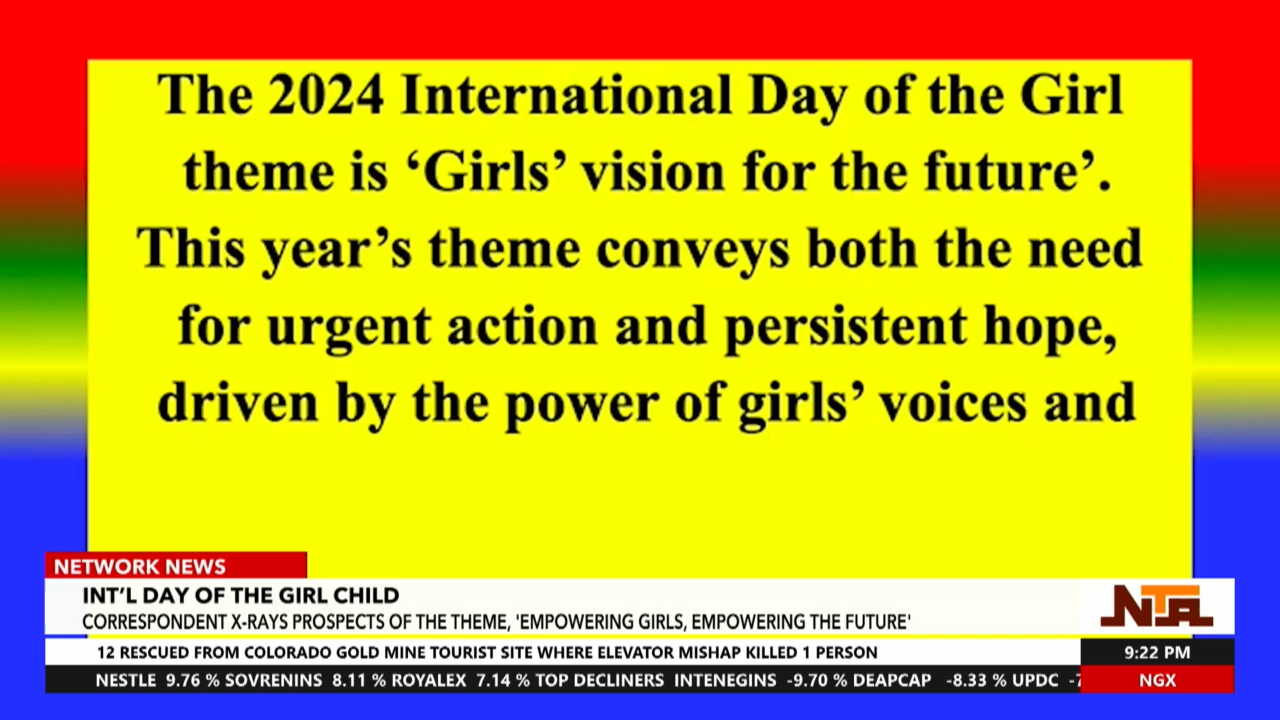 The 2024 International Day of the Girl
theme is ‘Girls’ vision for the future’.
This year’s theme conveys both the need
for urgent action and persistent hope,
driven by the power of girls’ voices and
NETWORK NEWS
INT'L DAY OF THE GIRL CHILD
CORRESPONDENT X-RAYS PROSPECTS OF THE THEME, 'EMPOWERING GIRLS, EMPOWERING THE FUTURE'
NTA
12 RESCUED FROM COLORADO GOLD MINE TOURIST SITE WHERE ELEVATOR MISHAP KILLED 1 PERSON
9:22 PM
NESTLE 9.76 % SOVRENINS 8.11 % ROYALEX 7.14 % TOP DECLINERS INTENEGINS -9.70 % DEAPCAP -8.33 % UPDC
NGX